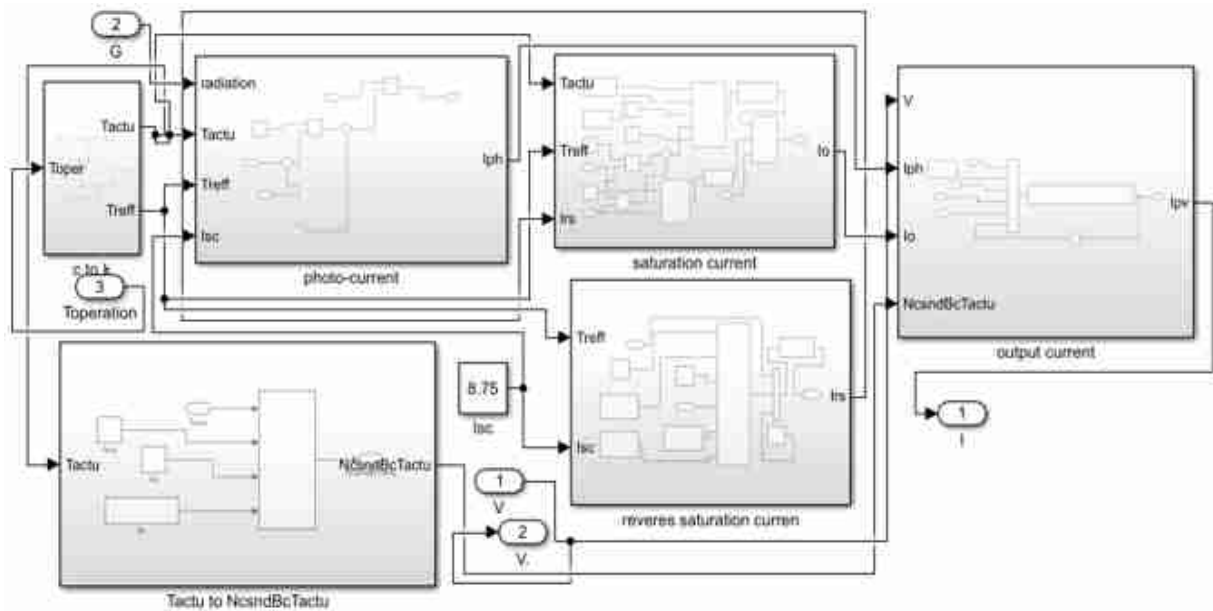 2
G
radiation
Tactu
Treff
Isc
Iph
photo-current
Tactu
Treff
Irs
Io
saturation current
V
Iph
Io
NcsndBcTactu
Ipv
output current
Toper
Tactu
Treff
c to k
3
Toperation
Treff
Isc
Irs
reveres saturation curren
8.75
Isc
1
I
Tactu
NcsndBcTactu
Tactu to NcsndBcTactu
1
V
2
V.